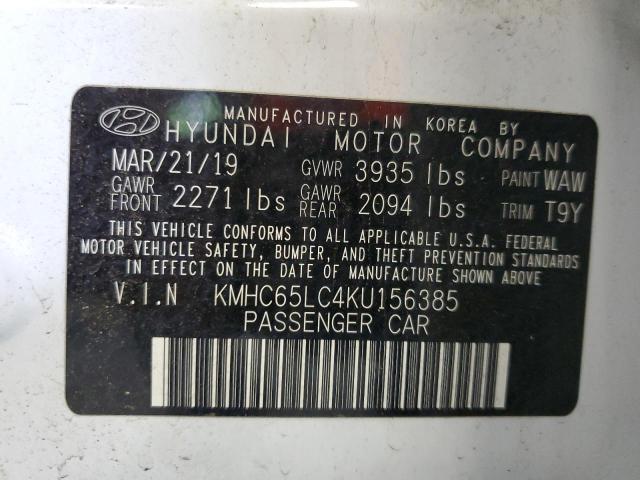 MANUFACTURED IN KOREA BY
HYUNDAI MOTOR COMPANY
MAR/21/19 GVWR 3935 lbs PAINT WAW
GAWR FRONT 2271 lbs GAWR REAR 2094 lbs TRIM T9Y
THIS VEHICLE CONFORMS TO ALL APPLICABLE U.S.A. FEDERAL
MOTOR VEHICLE SAFETY, BUMPER, AND THEFT PREVENTION STANDARDS
IN EFFECT ON THE DATE OF MANUFACTURE SHOWN ABOVE
V.I.N KMHC65LC4KU156385
PASSENGER CAR